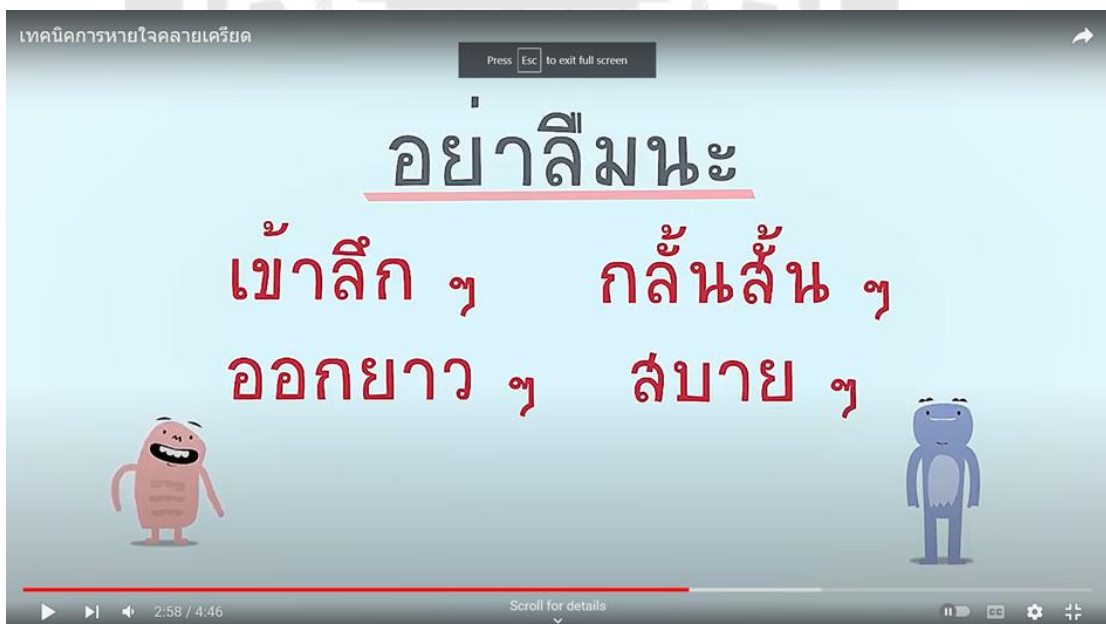 เทคนิคการหายใจคลายเครียด
Press Esc to exit full screen
อย่าลืมนะ
เข้าลึก ๆ กลั้นสั้น ๆ
ออกยาว ๆ สบาย ๆ
2:58 / 4:46
Scroll for details
CC